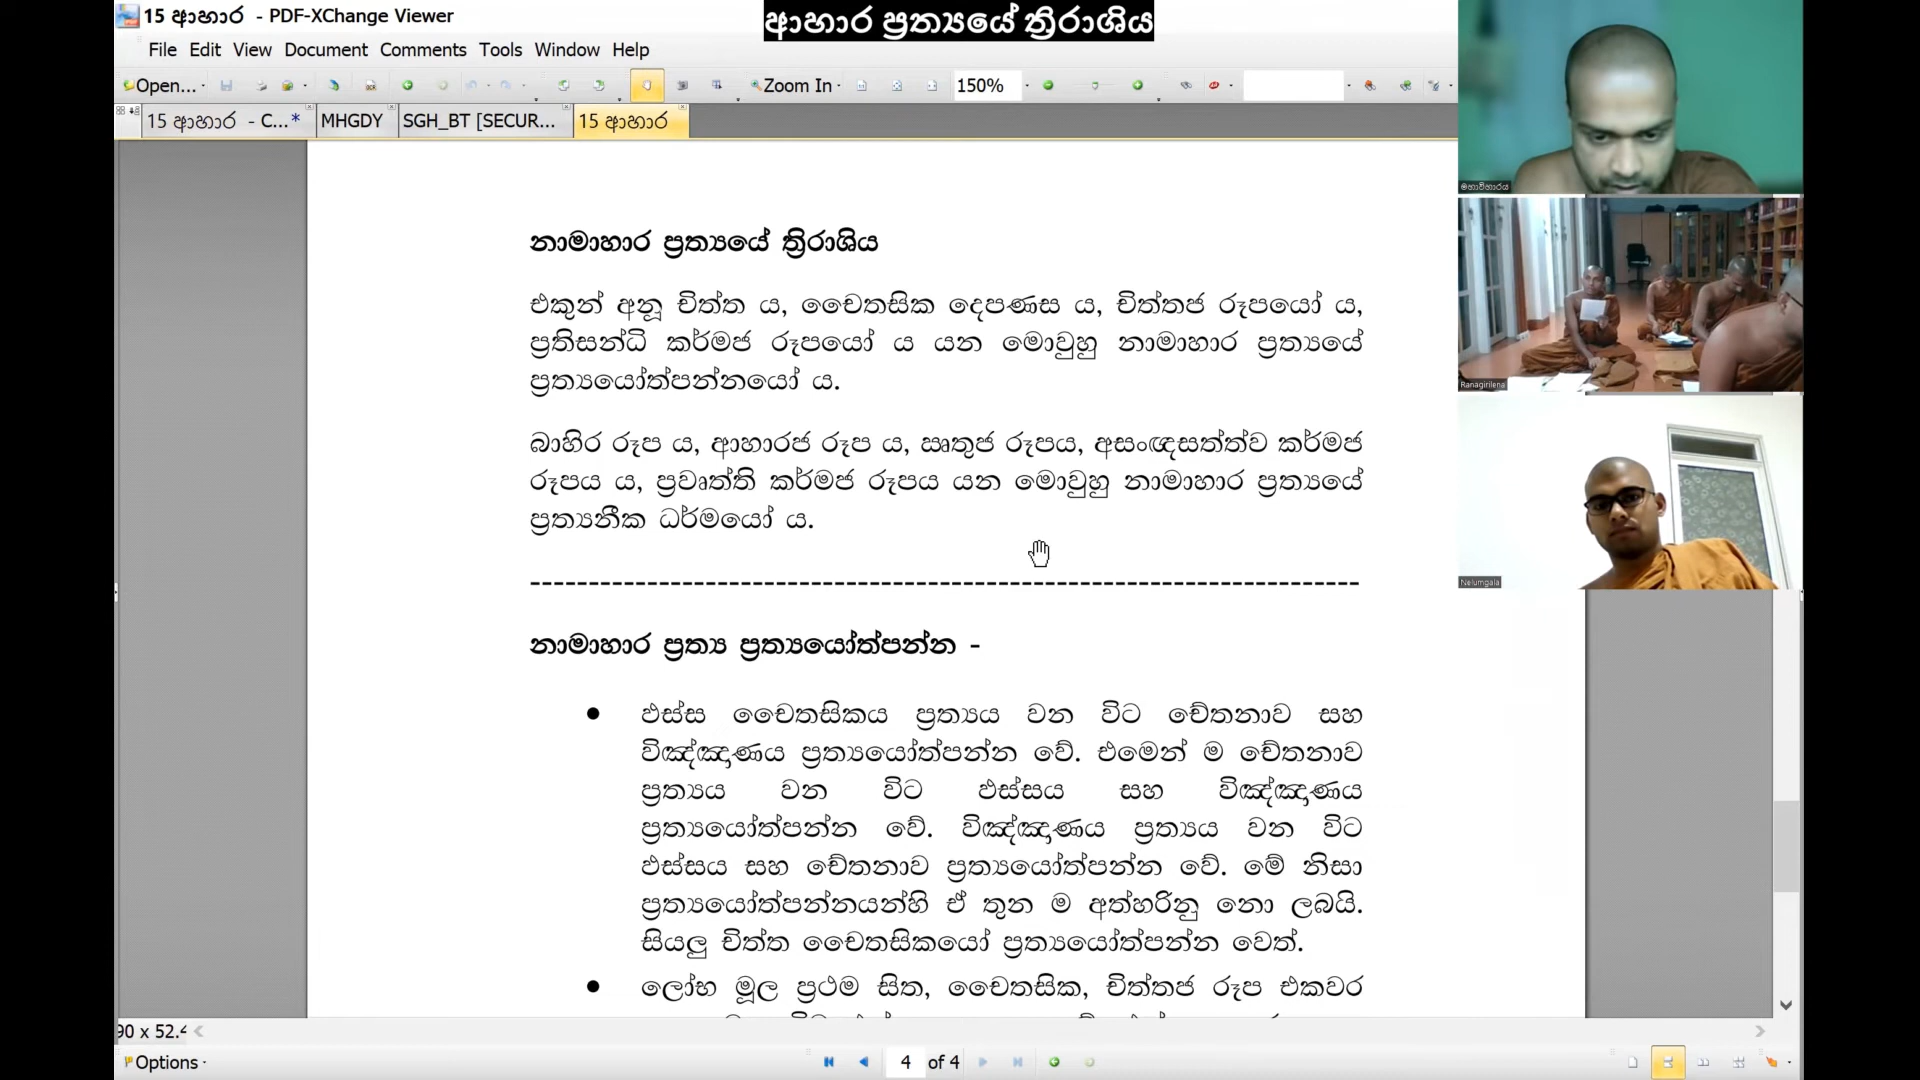 15 ආහාර - PDF-XChange Viewer
ආහාර ප්‍රත්‍යයේ ත්‍රිරාශිය
File Edit View Document Comments Tools Window Help
Open... Zoom In 150%
15 ආහාර - C...* MHGDY SGH_BT [SECUR... 15 ආහාර
නාමාහාර ප්‍රත්‍යයේ ත්‍රිරාශිය
එකුන් අනූ චිත්ත ය, චෛතසික දෙපණස ය, චිත්තජ රූපයෝ ය,
ප්‍රතිසන්ධි කර්මජ රූපයෝ ය යන මොවුහු නාමාහාර ප්‍රත්‍යයේ
ප්‍රත්‍යයෝත්පන්නයෝ ය.
බාහිර රූප ය, ආහාරජ රූප ය, ඍතුජ රූපය, අසංඥසත්ත්ව කර්මජ
රූපය ය, ප්‍රවෘත්ති කර්මජ රූපය යන මොවුහු නාමාහාර ප්‍රත්‍යයේ
ප්‍රත්‍යනීක ධර්මයෝ ය.
නාමාහාර ප්‍රත්‍ය ප්‍රත්‍යයෝත්පන්න -
• ඵස්ස චෛතසිකය ප්‍රත්‍යය වන විට චේතනාව සහ
විඤ්ඤාණය ප්‍රත්‍යයෝත්පන්න වේ. එමෙන් ම චේතනාව
ප්‍රත්‍යය වන විට ඵස්සය සහ විඤ්ඤාණය
ප්‍රත්‍යයෝත්පන්න වේ. විඤ්ඤාණය ප්‍රත්‍යය වන විට
ඵස්සය සහ චේතනාව ප්‍රත්‍යයෝත්පන්න වේ. මේ නිසා
ප්‍රත්‍යයෝත්පන්නයන්හි ඒ තුන ම අත්හරිනු නො ලබයි.
සියලු චිත්ත චෛතසිකයෝ ප්‍රත්‍යයෝත්පන්න වෙත්.
• ලෝභ මූල ප්‍රථම සිත, චෛතසික, චිත්තජ රූප එකවර
මහාවිහාරය
Ranagirilena
Nelumgala
90 x 52.4
Options
4 of 4